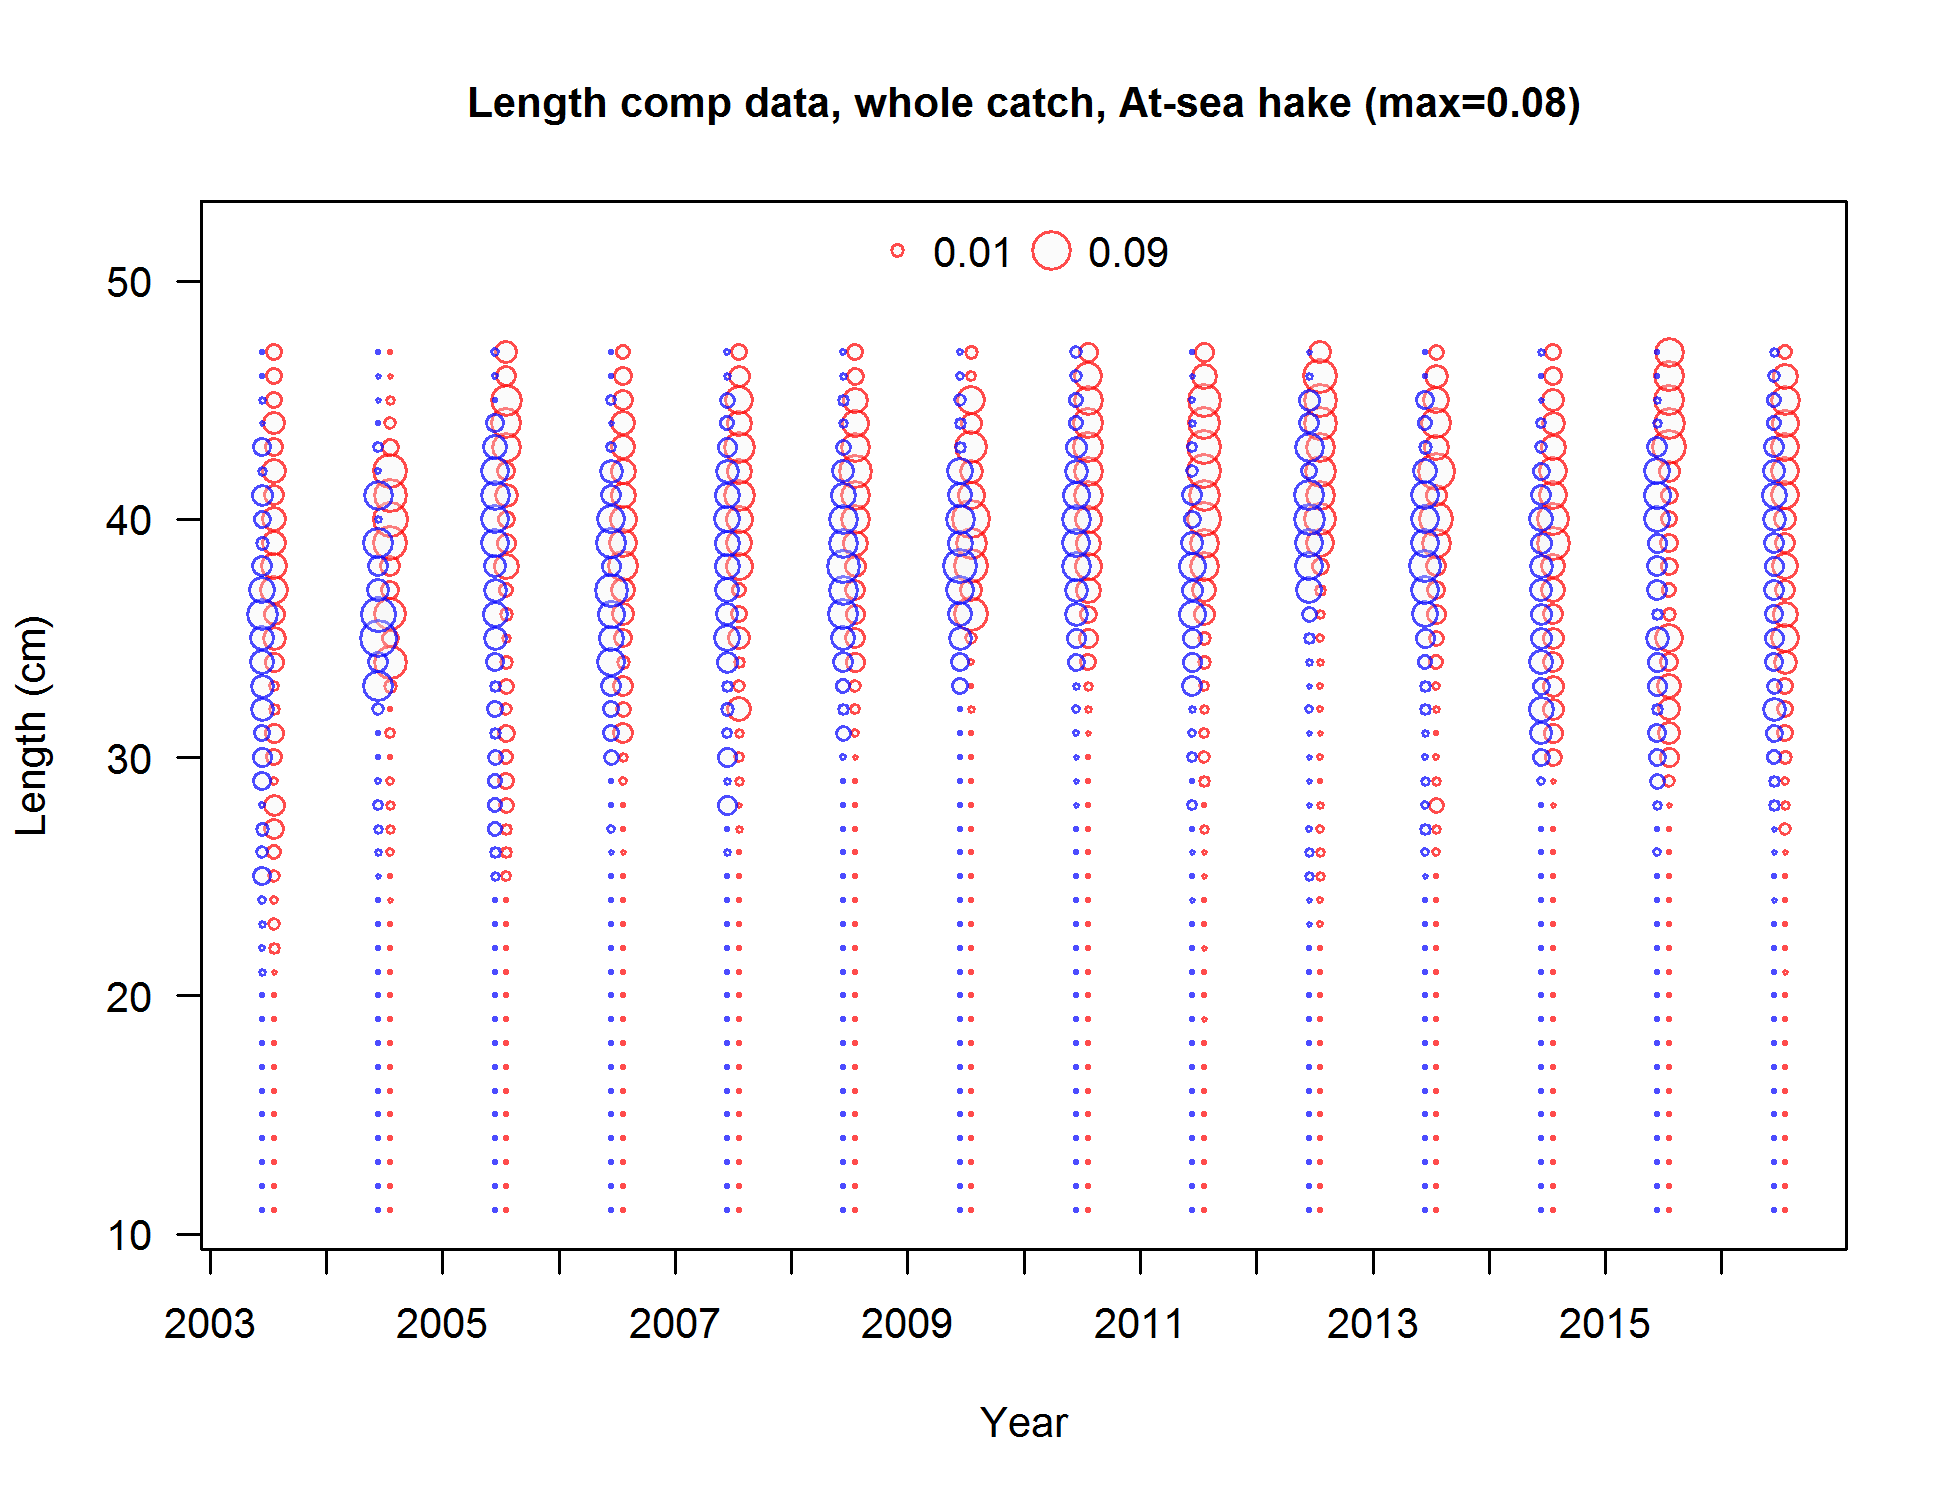 Length comp data, whole catch, At-sea hake (max=0.08)
0.01 0.09
50
40
30
20
10
Length (cm)
2003 2005 2007 2009 2011 2013 2015
Year